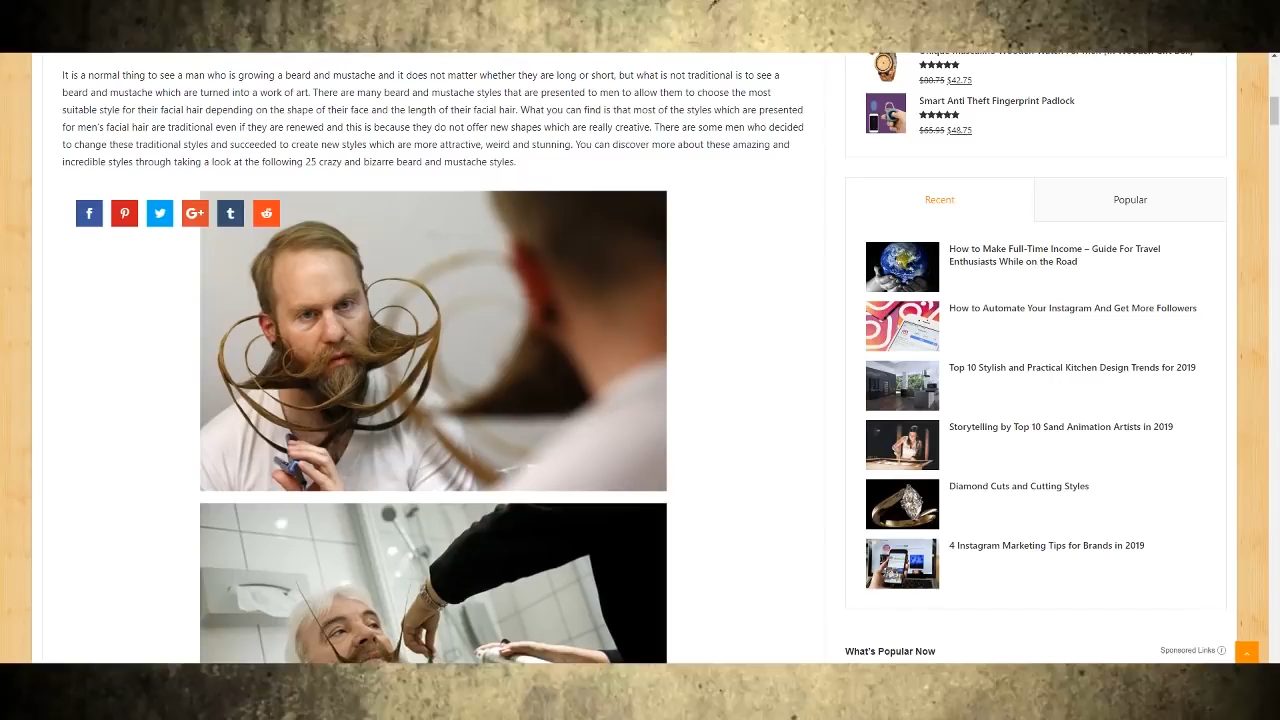 It is a normal thing to see a man who is growing a beard and mustache and it does not matter whether they are long or short, but what is not traditional is to see a
beard and mustache which are turned into a work of art. There are many beard and mustache styles that are presented to men to allow them to choose the most
suitable style for their facial hair depending on the shape of their face and the length of their facial hair. What you can find is that most of the styles which are presented
for men's facial hair are traditional even if they are renewed and this is because they do not offer new shapes which are really creative. There are some men who decided
to change these traditional styles and succeeded to create new styles which are more attractive, weird and stunning. You can discover more about these amazing and
incredible styles through taking a look at the following 25 crazy and bizarre beard and mustache styles.
f
G+
t
$80.75 $42.75
Smart Anti Theft Fingerprint Padlock
$65.95 $48.75
Recent
Popular
How to Make Full-Time Income – Guide For Travel
Enthusiasts While on the Road
How to Automate Your Instagram And Get More Followers
Top 10 Stylish and Practical Kitchen Design Trends for 2019
Storytelling by Top 10 Sand Animation Artists in 2019
Diamond Cuts and Cutting Styles
4 Instagram Marketing Tips for Brands in 2019
What's Popular Now
Sponsored Links